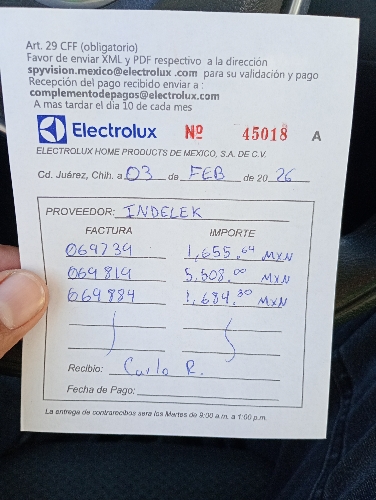 Art. 29 CFF (obligatorio)
Favor de enviar XML y PDF respectivo a la dirección
spyvision.mexico@electrolux .com para su validación y pago
Recepción del pago recibido enviar a :
complementodepagos@electrolux.com
A mas tardar el dia 10 de cada mes
Electrolux Nº 45018 A
ELECTROLUX HOME PRODUCTS DE MEXICO, S.A. DE C.V.
Cd. Juárez, Chih. a 03 de FEB de 20 26
PROVEEDOR: INDELEK
FACTURA IMPORTE
069739 1,655.64 MXN
069819 5,508.00 MXN
069884 1,684.30 MXN
Recibio: Carlo R.
Fecha de Pago:
La entrega de contrarecibos sera los Martes de 9:00 a.m. a 1:00 p.m.